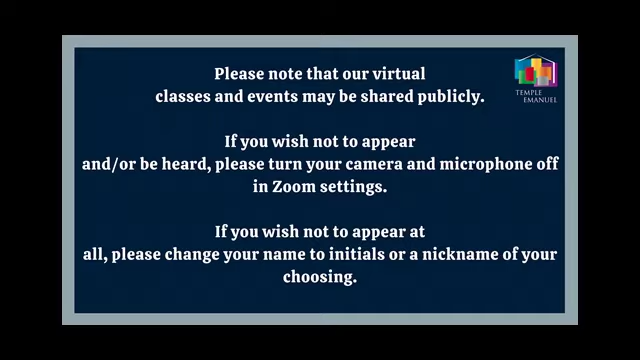 Please note that our virtual
classes and events may be shared publicly.
TEMPLE
EMANUEL
If you wish not to appear
and/or be heard, please turn your camera and microphone off
in Zoom settings.
If you wish not to appear at
all, please change your name to initials or a nickname of your
choosing.